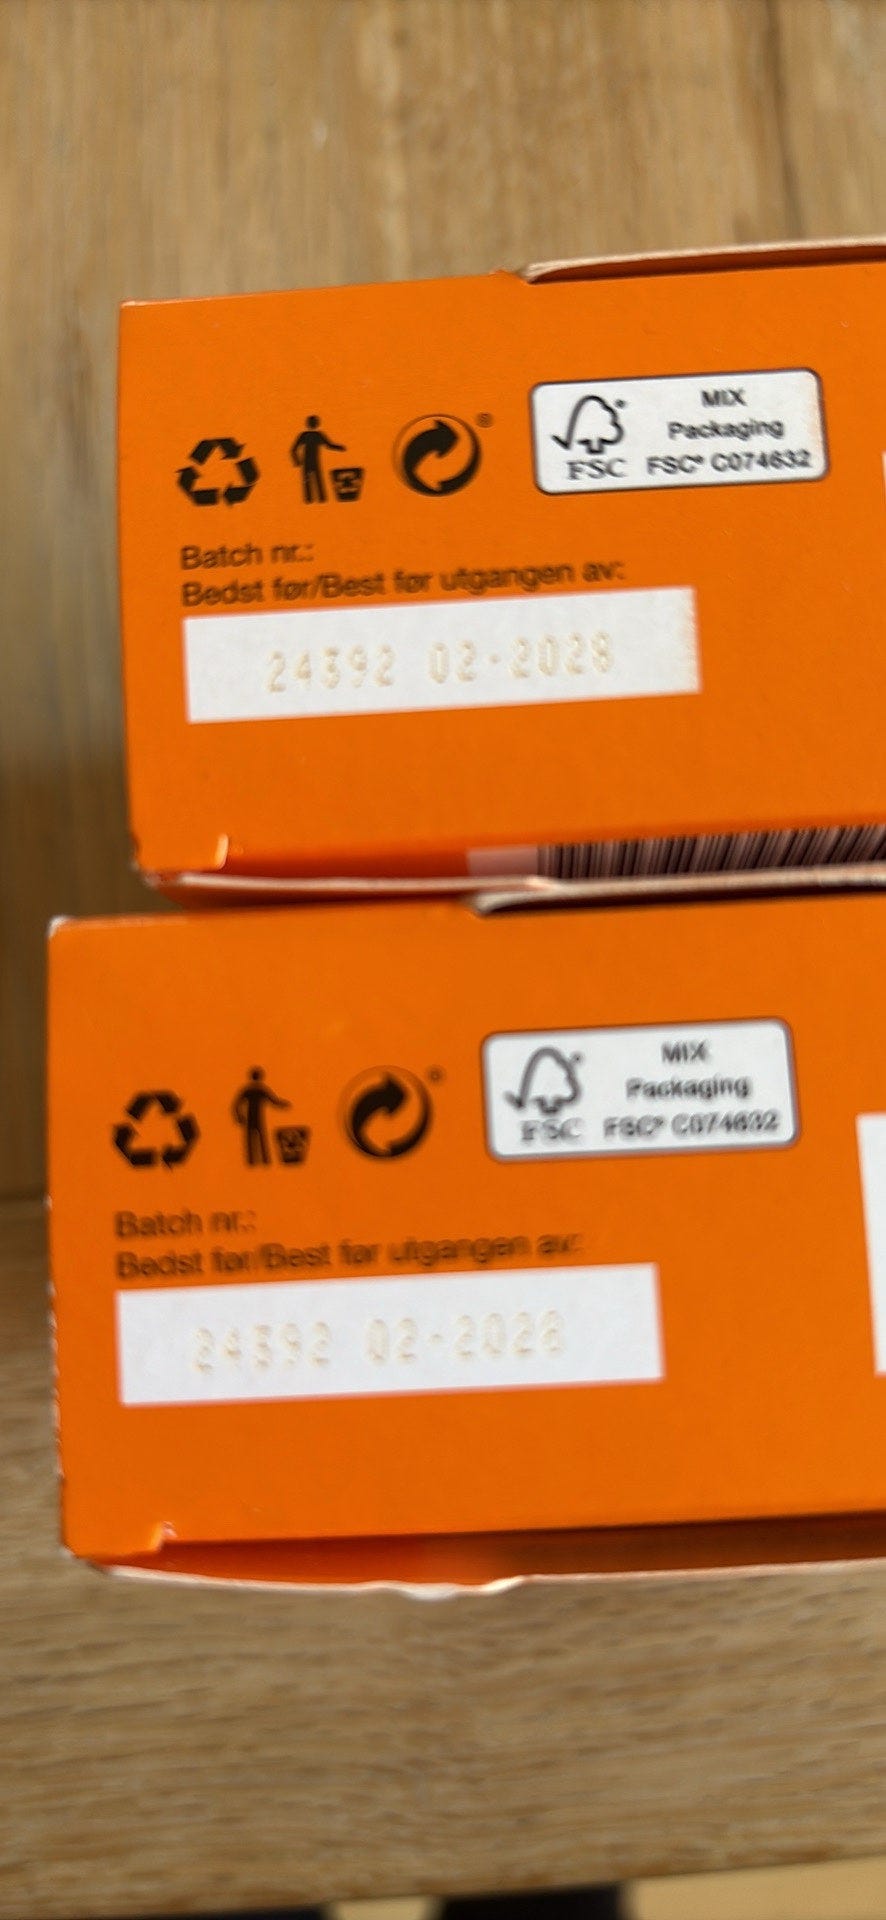 MIX
Packaging
FSC FSC® C074632
Batch nr.:
Bedst før/Best før utgangen av:
24392 02-2028
MIX
Packaging
FSC FSC® C074632
Batch nr.:
Bedst før/Best før utgangen av:
24392 02-2028